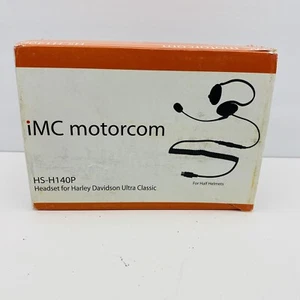 iMC motorcom
HS-H140P
Headset for Harley Davidson Ultra Classic
For Half Helmets